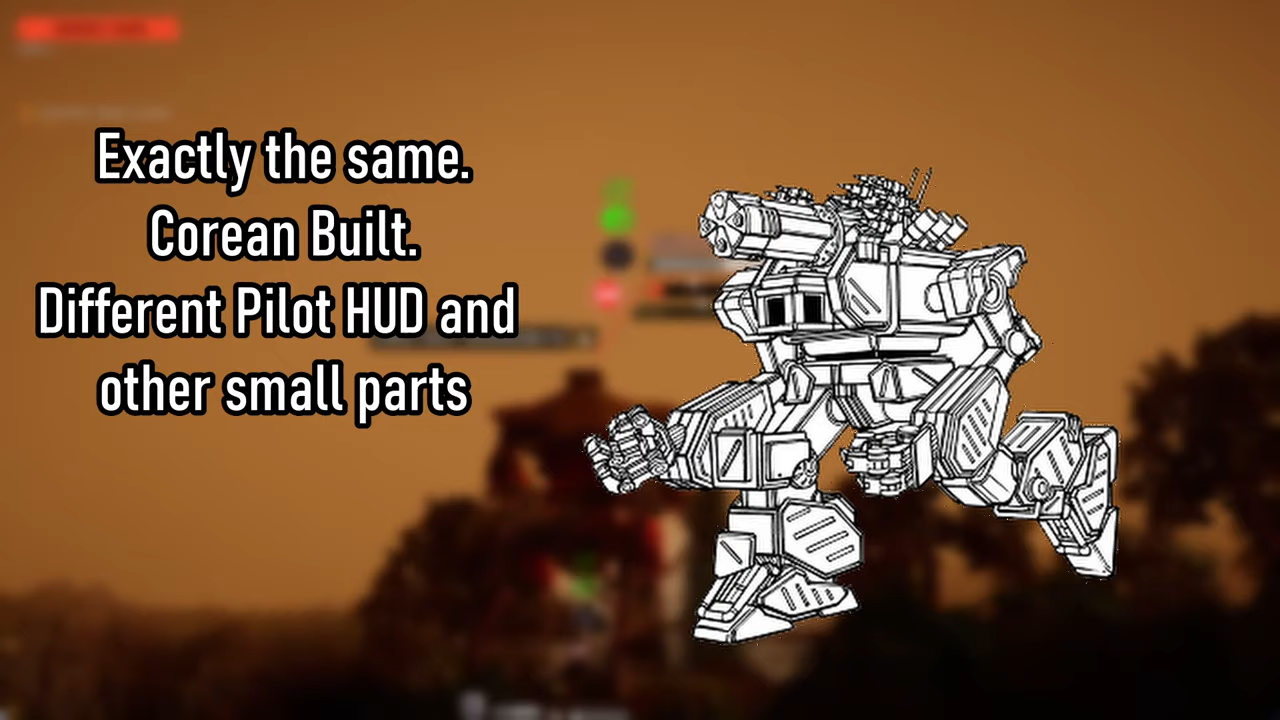 Exactly the same.
Corean Built.
Different Pilot HUD and
other small parts